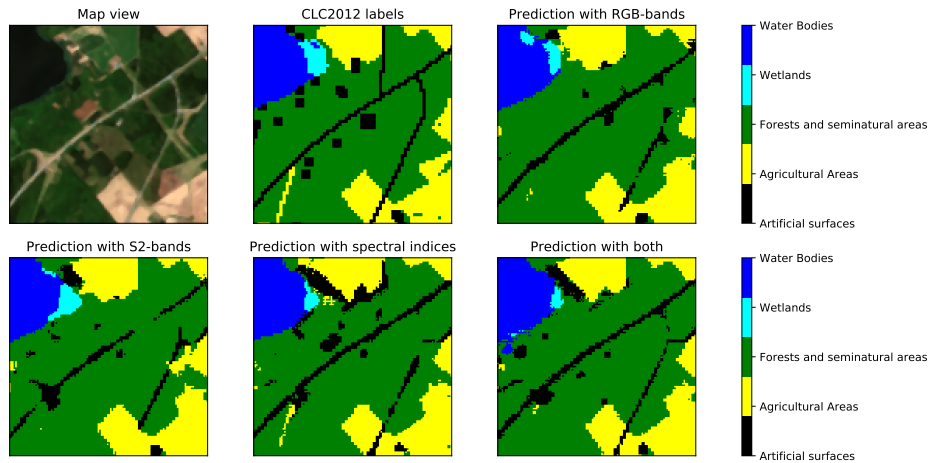 Map view
CLC2012 labels
Prediction with RGB-bands
Water Bodies
Wetlands
Forests and seminatural areas
Agricultural Areas
Artificial surfaces
Prediction with S2-bands
Prediction with spectral indices
Prediction with both
Water Bodies
Wetlands
Forests and seminatural areas
Agricultural Areas
Artificial surfaces